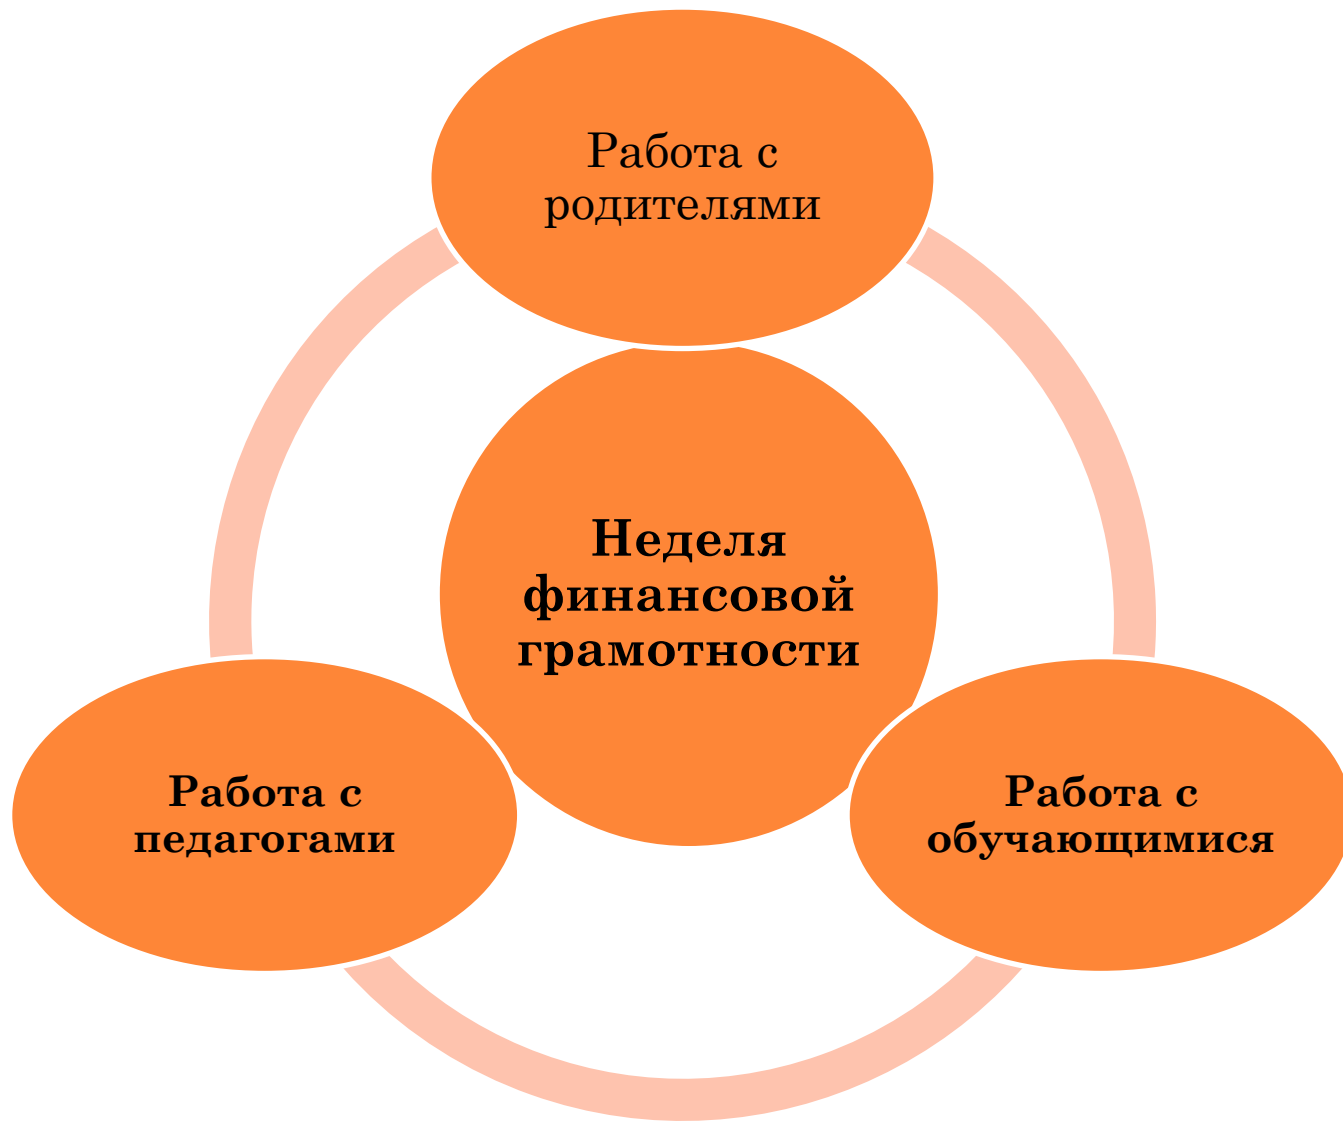 Работа с
родителями
Неделя
финансовой
грамотности
Работа с
педагогами
Работа с
обучающимися